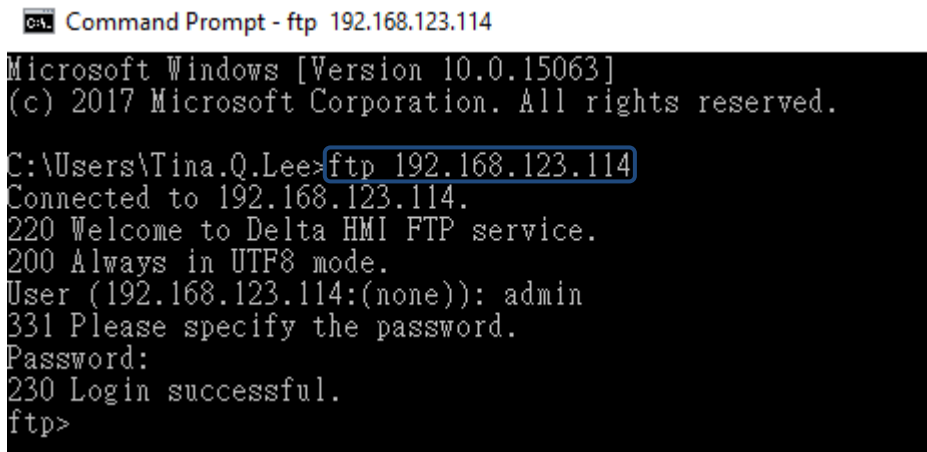 Command Prompt - ftp 192.168.123.114
Microsoft Windows [Version 10.0.15063]
(c) 2017 Microsoft Corporation. All rights reserved.
C:\Users\Tina.Q.Lee>ftp 192.168.123.114
Connected to 192.168.123.114.
220 Welcome to Delta HMI FTP service.
200 Always in UTF8 mode.
User (192.168.123.114:(none)): admin
331 Please specify the password.
Password:
230 Login successful.
ftp>